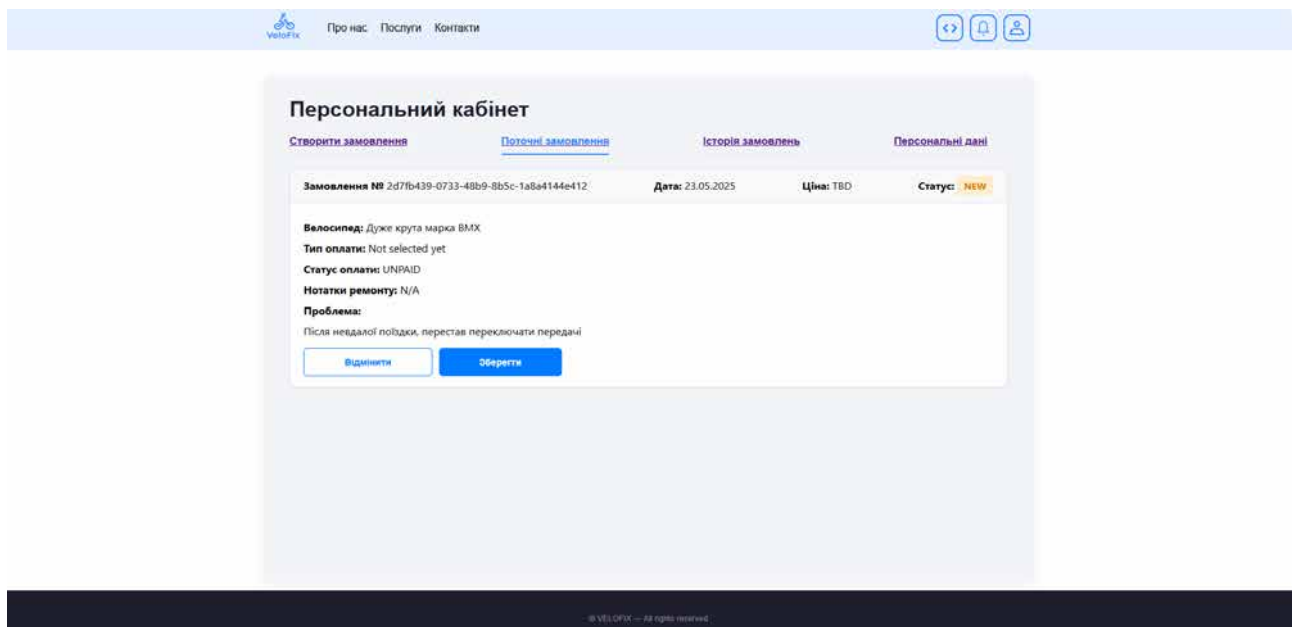 VeloFix
Про нас Послуги Контакти
Персональний кабінет
Створити замовлення Поточні замовлення Історія замовлень Персональні дані
Замовлення № 2d7fb439-0733-48b9-8b5c-1a8a4144e412 Дата: 23.05.2025 Ціна: TBD Статус: NEW
Велосипед: Дуже крута марка BMX
Тип оплати: Not selected yet
Статус оплати: UNPAID
Нотатки ремонту: N/A
Проблема:
Після невдалої поїздки, перестав переключати передачі
Відмінити Зберегти
© VELOFIX — All rights reserved